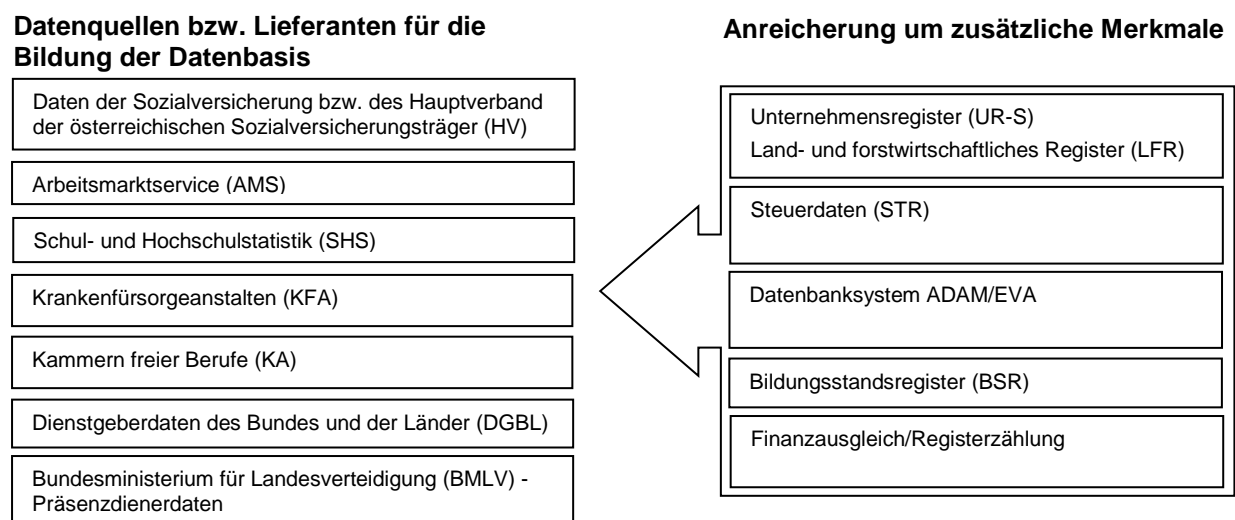 Datenquellen bzw. Lieferanten für die
Bildung der Datenbasis
Daten der Sozialversicherung bzw. des Hauptverband
der österreichischen Sozialversicherungsträger (HV)
Arbeitsmarktservice (AMS)
Schul- und Hochschulstatistik (SHS)
Krankenfürsorgeanstalten (KFA)
Kammern freier Berufe (KA)
Dienstgeberdaten des Bundes und der Länder (DGBL)
Bundesministerium für Landesverteidigung (BMLV) -
Präsenzdienerdaten
Anreicherung um zusätzliche Merkmale
Unternehmensregister (UR-S)
Land- und forstwirtschaftliches Register (LFR)
Steuerdaten (STR)
Datenbanksystem ADAM/EVA
Bildungsstandsregister (BSR)
Finanzausgleich/Registerzählung